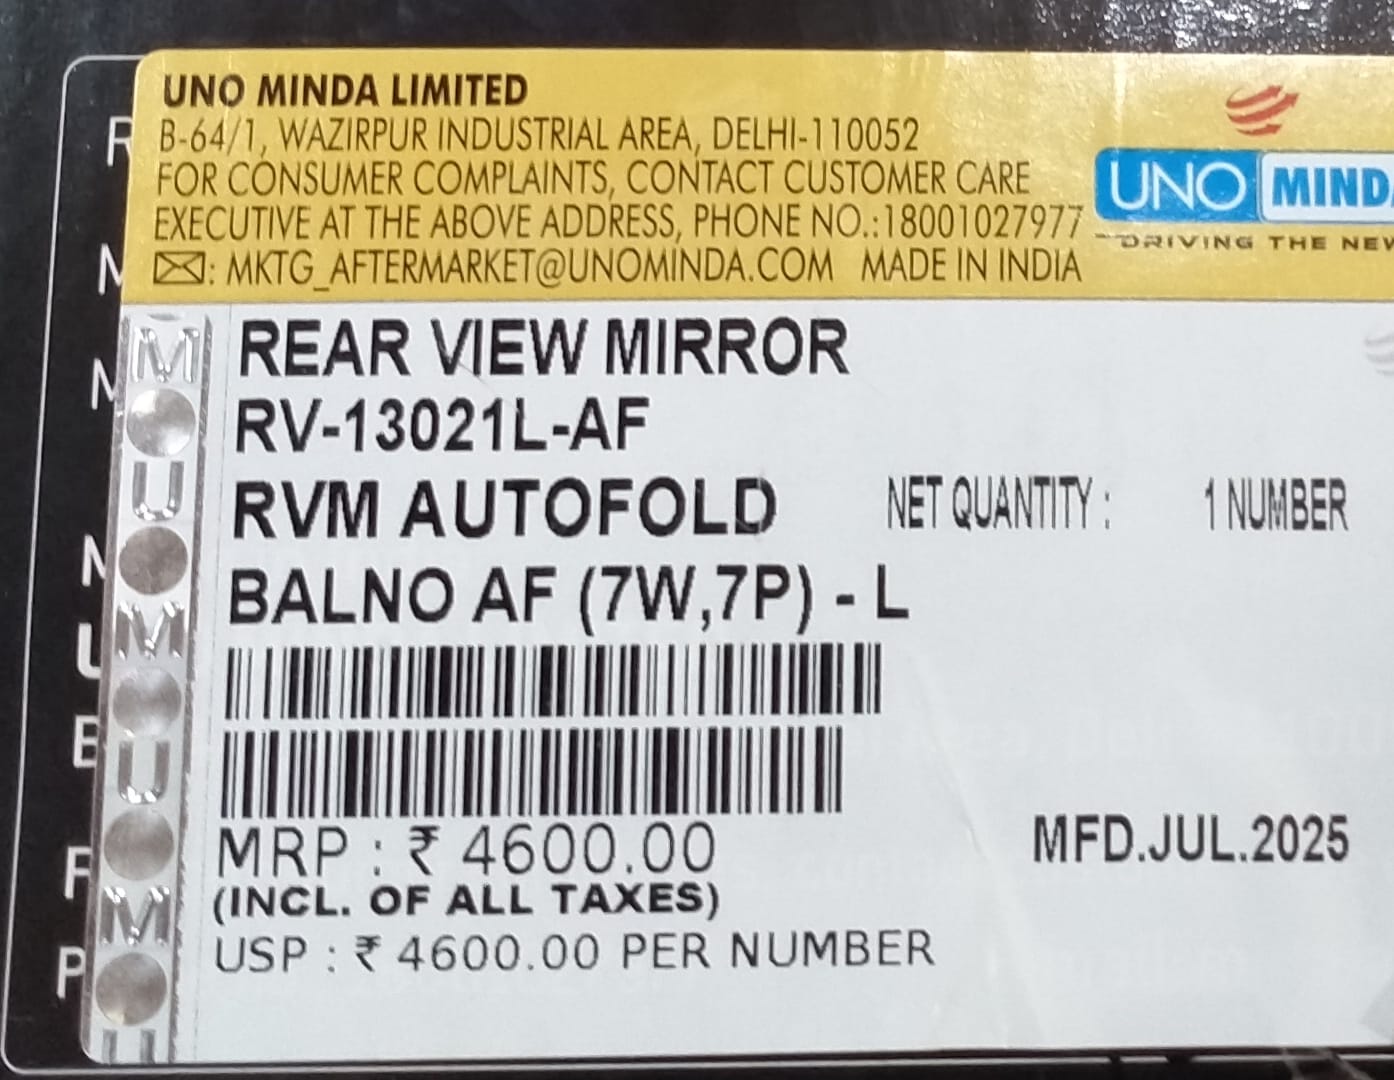 UNO MINDA LIMITED
B-64/1, WAZIRPUR INDUSTRIAL AREA, DELHI-110052
FOR CONSUMER COMPLAINTS, CONTACT CUSTOMER CARE
EXECUTIVE AT THE ABOVE ADDRESS, PHONE NO.:18001027977
✉: MKTG_AFTERMARKET@UNOMINDA.COM MADE IN INDIA
UNO MINDA
DRIVING THE NEW
REAR VIEW MIRROR
RV-13021L-AF
RVM AUTOFOLD NET QUANTITY : 1 NUMBER
BALNO AF (7W,7P) - L
MRP : ₹ 4600.00
(INCL. OF ALL TAXES)
USP : ₹ 4600.00 PER NUMBER
MFD.JUL.2025